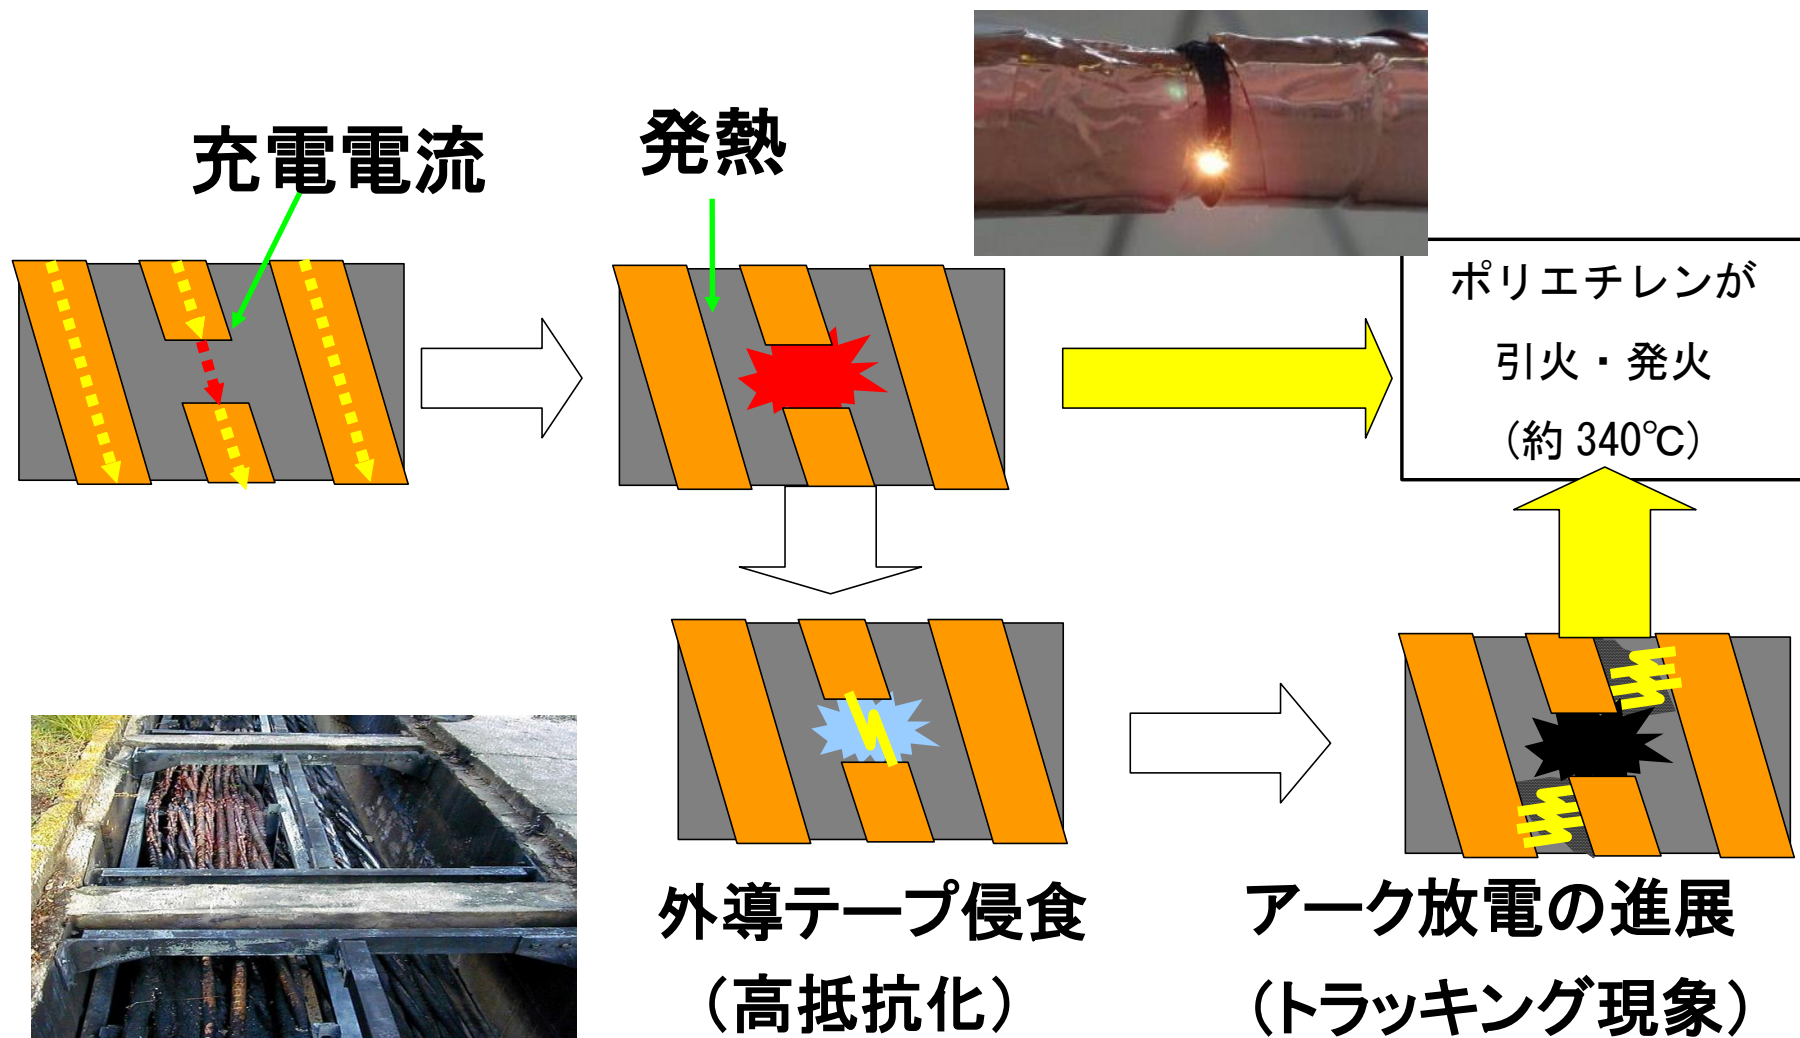 充電電流
発熱
ポリエチレンが
引火・発火
(約 340℃)
外導テープ侵食
(高抵抗化)
アーク放電の進展
(トラッキング現象)